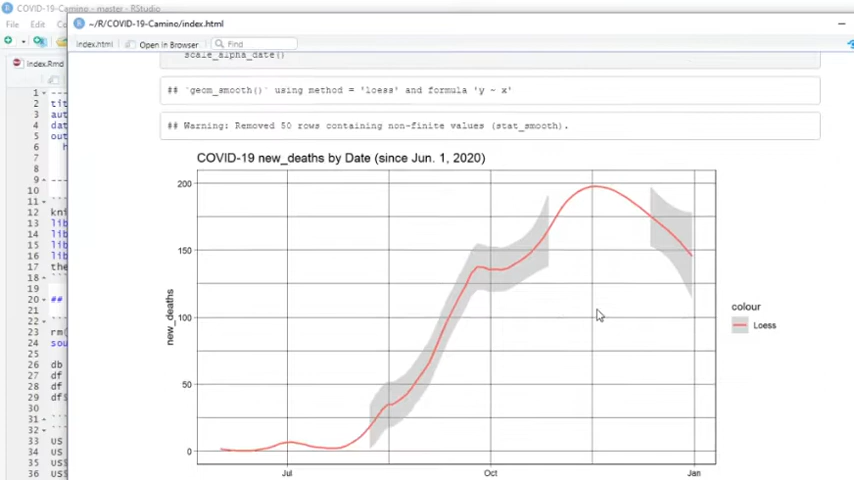 COVID-19-Camino - master - RStudio
File Edit Co
~/R/COVID-19-Camino/index.html
index.html Open in Browser Find
scale_alpha_date()
index.Rmd
## `geom_smooth()` using method = 'loess' and formula 'y ~ x'
## Warning: Removed 50 rows containing non-finite values (stat_smooth).
COVID-19 new_deaths by Date (since Jun. 1, 2020)
200
150
100
50
0
new_deaths
Jul Oct Jan
colour
Loess
1 ---
2 tit
3 aut
4 dat
5 out
6 h
7
8
9 ---
10
11
12 kni
13 lib
14 lib
15 lib
16 lib
17 the
18 ```
19
20 ##
21
22
23 rm(
24 sou
25
26 db
27 df
28 df
29 df$
30
31
32
33 US
34 US
35 US
36 US